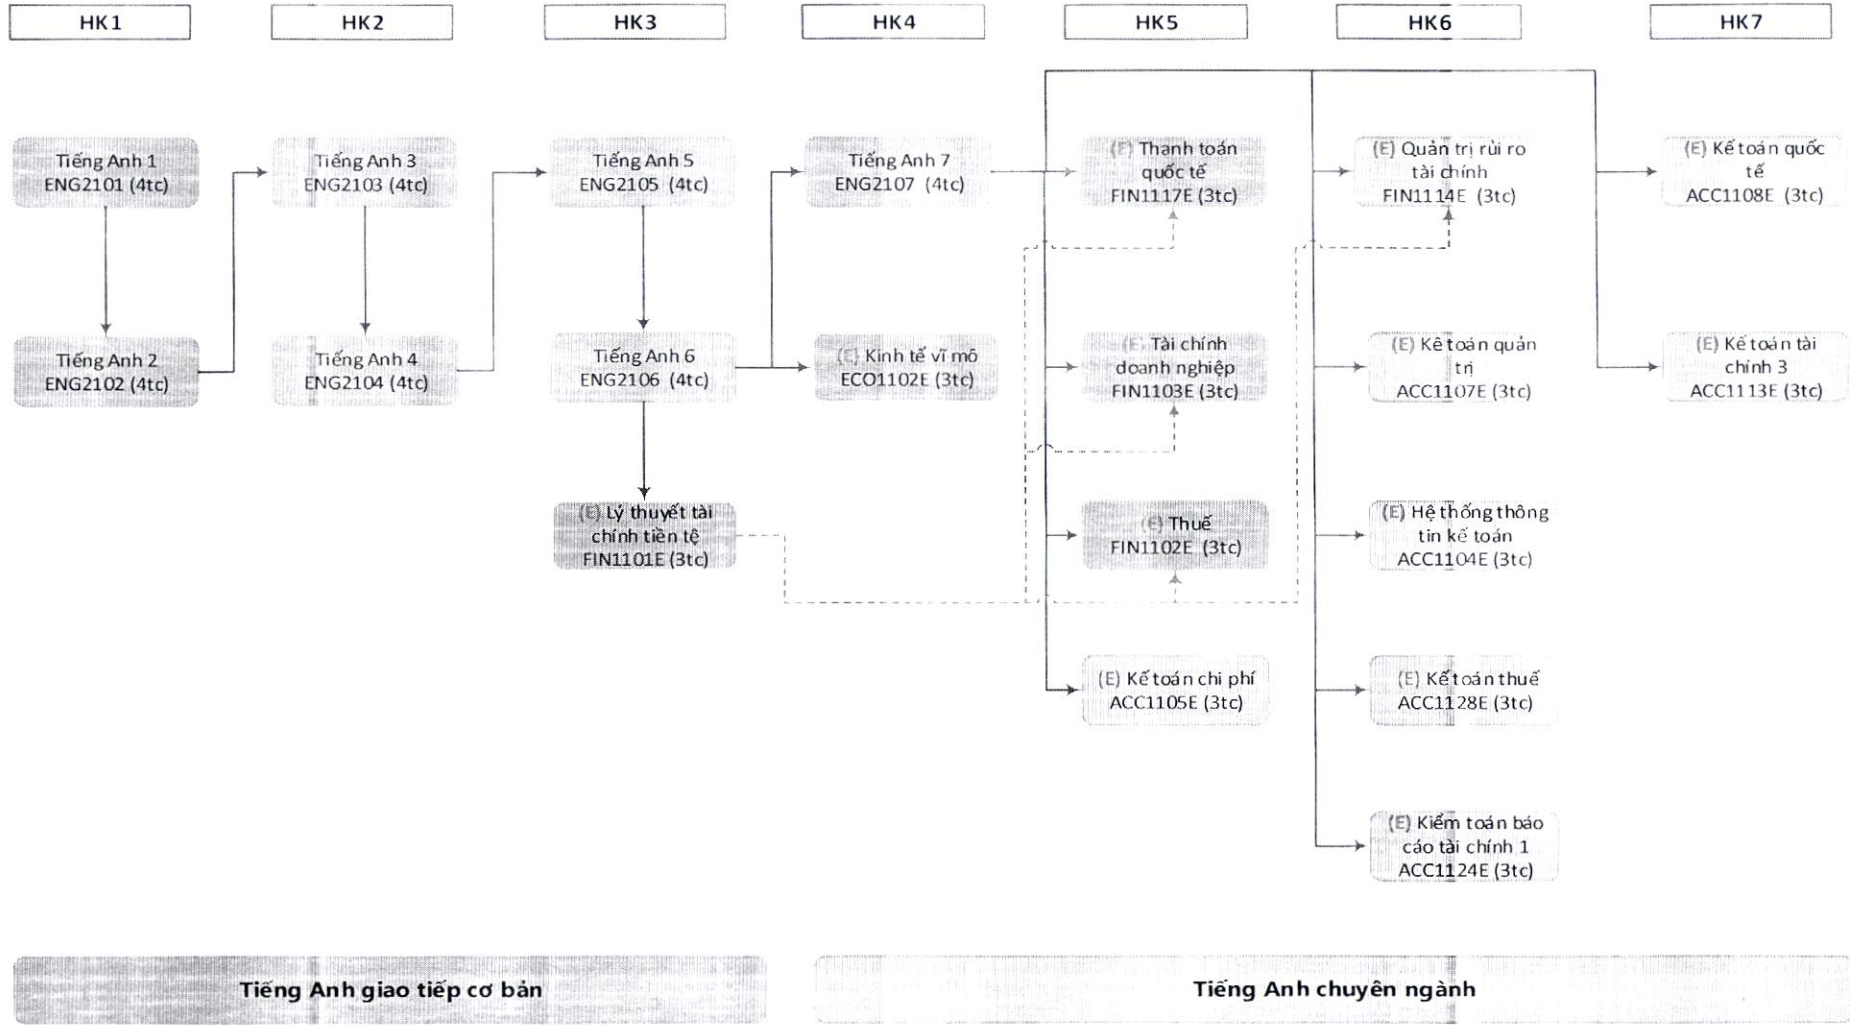 HK1
HK2
HK3
HK4
HK5
HK6
HK7
Tiếng Anh 1
ENG2101 (4tc)
Tiếng Anh 2
ENG2102 (4tc)
Tiếng Anh 3
ENG2103 (4tc)
Tiếng Anh 4
ENG2104 (4tc)
Tiếng Anh 5
ENG2105 (4tc)
Tiếng Anh 6
ENG2106 (4tc)
(E) Lý thuyết tài
chính tiền tệ
FIN1101E (3tc)
Tiếng Anh 7
ENG2107 (4tc)
(E) Kinh tế vĩ mô
ECO1102E (3tc)
(E) Thanh toán
quốc tế
FIN1117E (3tc)
(E) Tài chính
doanh nghiệp
FIN1103E (3tc)
(E) Thuế
FIN1102E (3tc)
(E) Kế toán chi phí
ACC1105E (3tc)
(E) Quản trị rủi ro
tài chính
FIN1114E (3tc)
(E) Kế toán quản
trị
ACC1107E (3tc)
(E) Hệ thống thông
tin kế toán
ACC1104E (3tc)
(E) Kế toán thuế
ACC1128E (3tc)
(E) Kiểm toán báo
cáo tài chính 1
ACC1124E (3tc)
(E) Kế toán quốc
tế
ACC1108E (3tc)
(E) Kế toán tài
chính 3
ACC1113E (3tc)
Tiếng Anh giao tiếp cơ bản
Tiếng Anh chuyên ngành